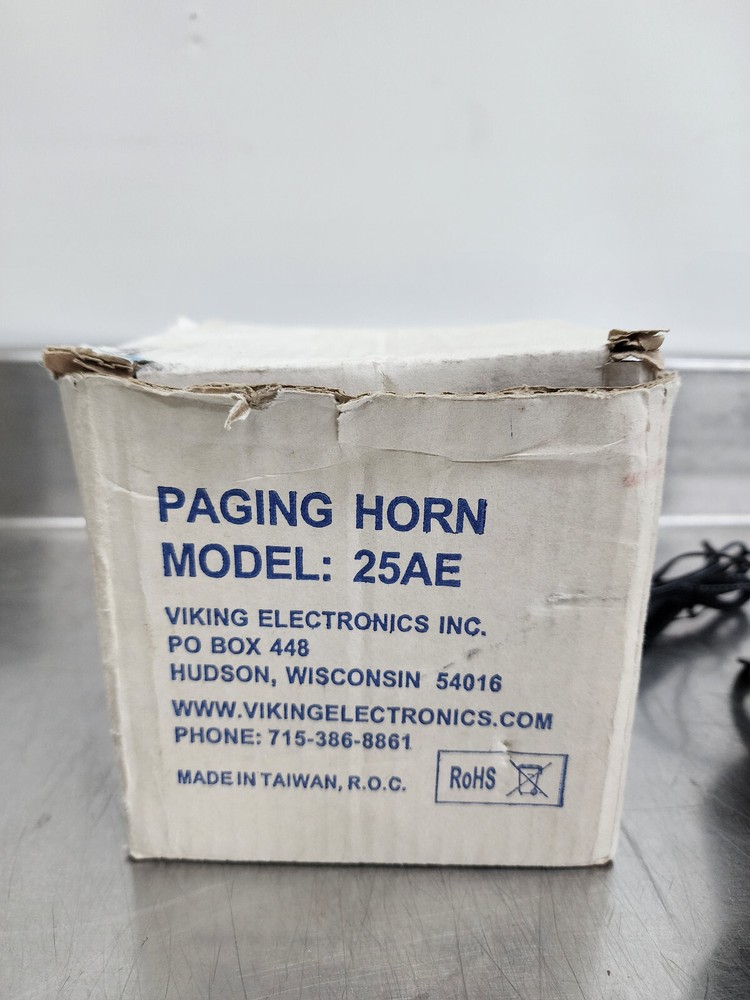 PAGING HORN
MODEL: 25AE
VIKING ELECTRONICS INC.
PO BOX 448
HUDSON, WISCONSIN 54016
WWW.VIKINGELECTRONICS.COM
PHONE: 715-386-8861
MADE IN TAIWAN, R.O.C.
RoHS